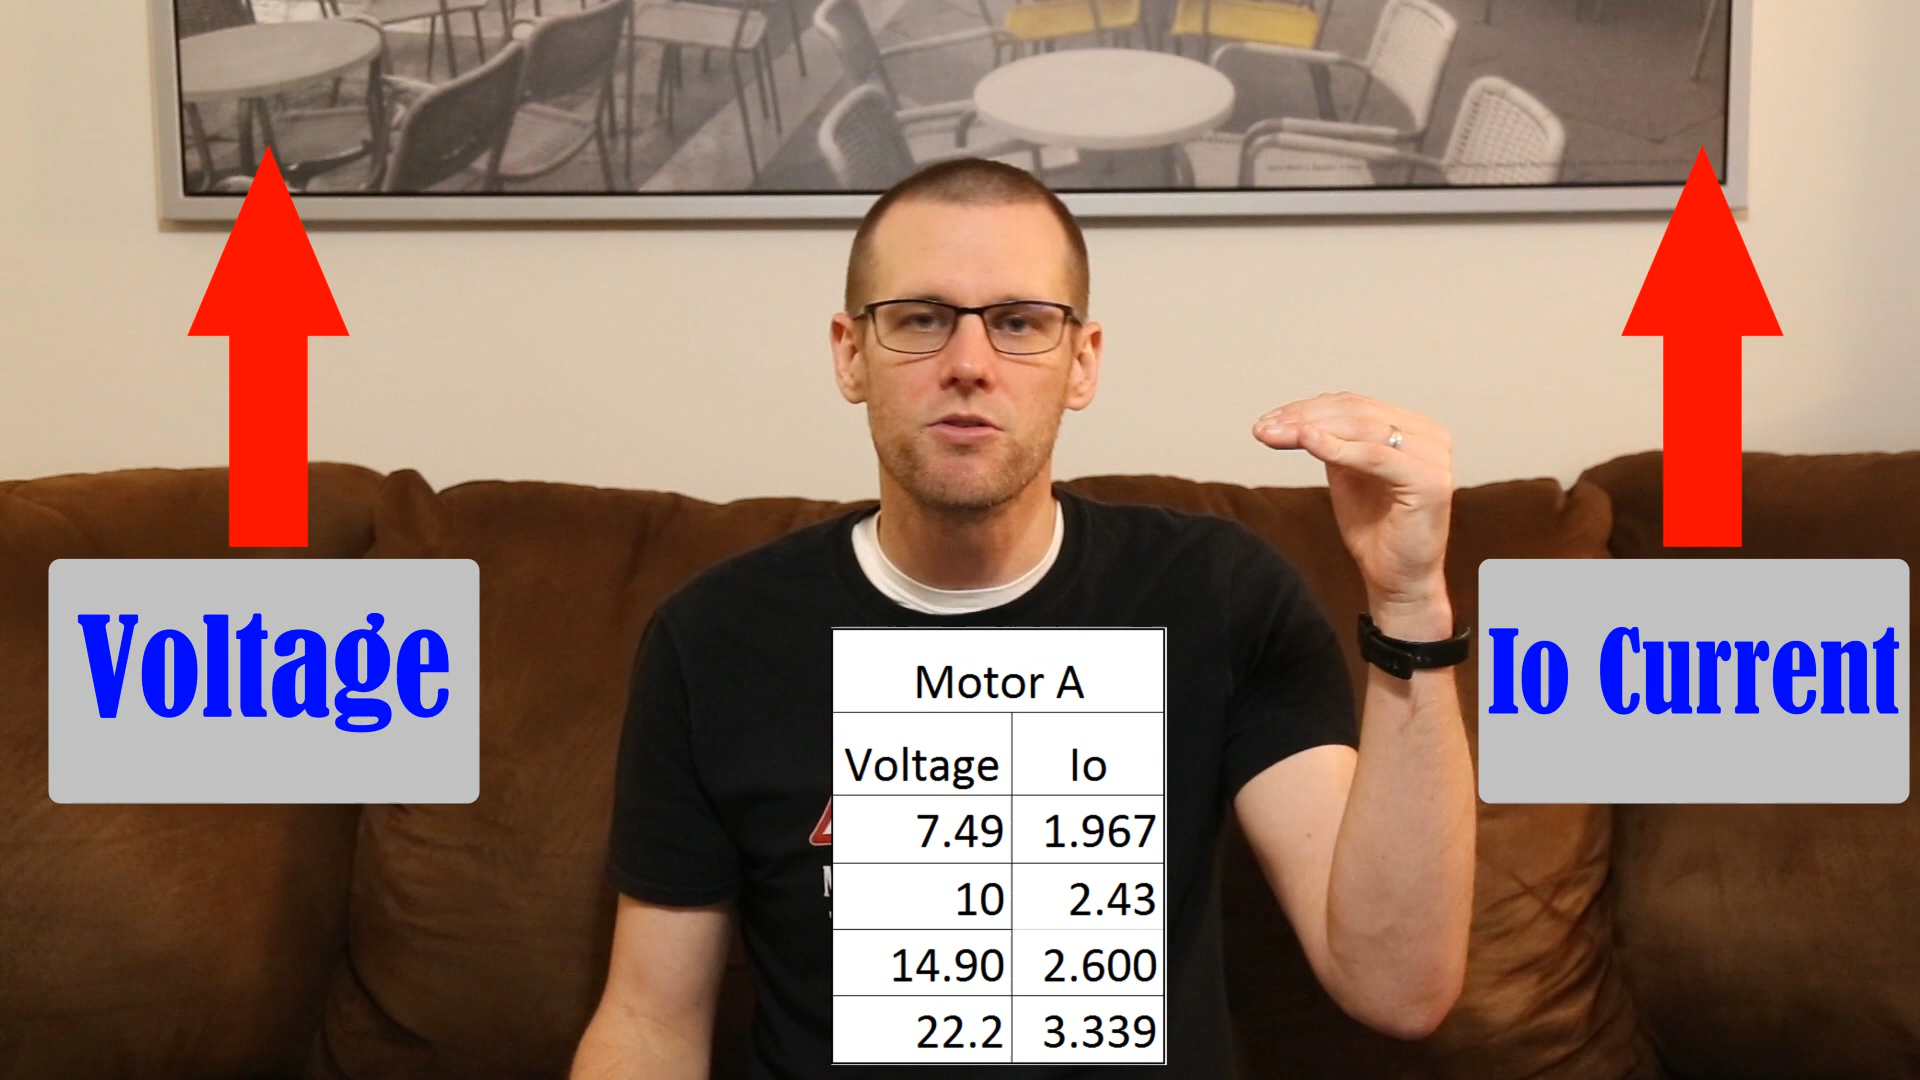 Voltage
Io Current
Motor A
Voltage Io
7.49 1.967
10 2.43
14.90 2.600
22.2 3.339